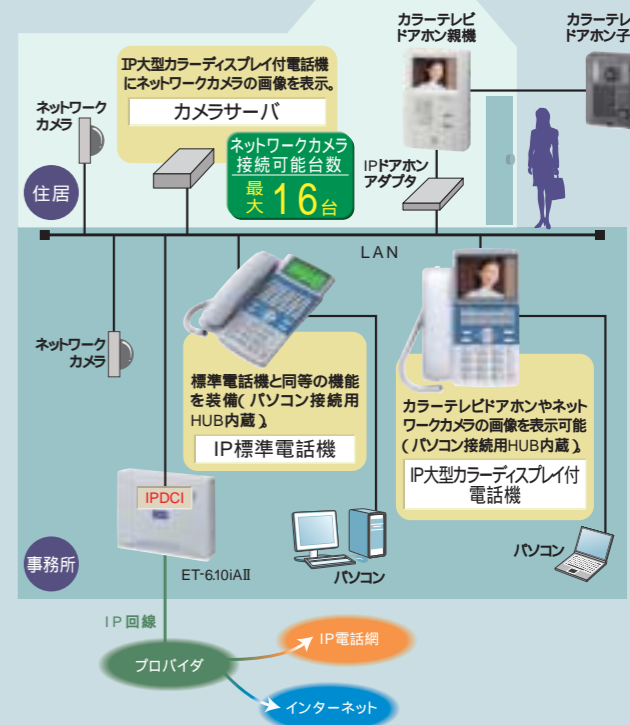 カラーテレビ
ドアホン親機
カラーテレ
ドアホン子
IP大型カラーディスプレイ付電話機
にネットワークカメラの画像を表示。
カメラサーバ
ネットワーク
カメラ
ネットワークカメラ
接続可能台数
最大16台
IPドアホン
アダプタ
住居
LAN
ネットワーク
カメラ
標準電話機と同等の機能
を装備(パソコン接続用
HUB内蔵)。
IP標準電話機
カラーテレビドアホンやネット
ワークカメラの画像を表示可能
(パソコン接続用HUB内蔵)。
IP大型カラーディスプレイ付
電話機
IPDCI
ET-6.10iAⅡ
パソコン
パソコン
事務所
IP回線
プロバイダ
IP電話網
インターネット